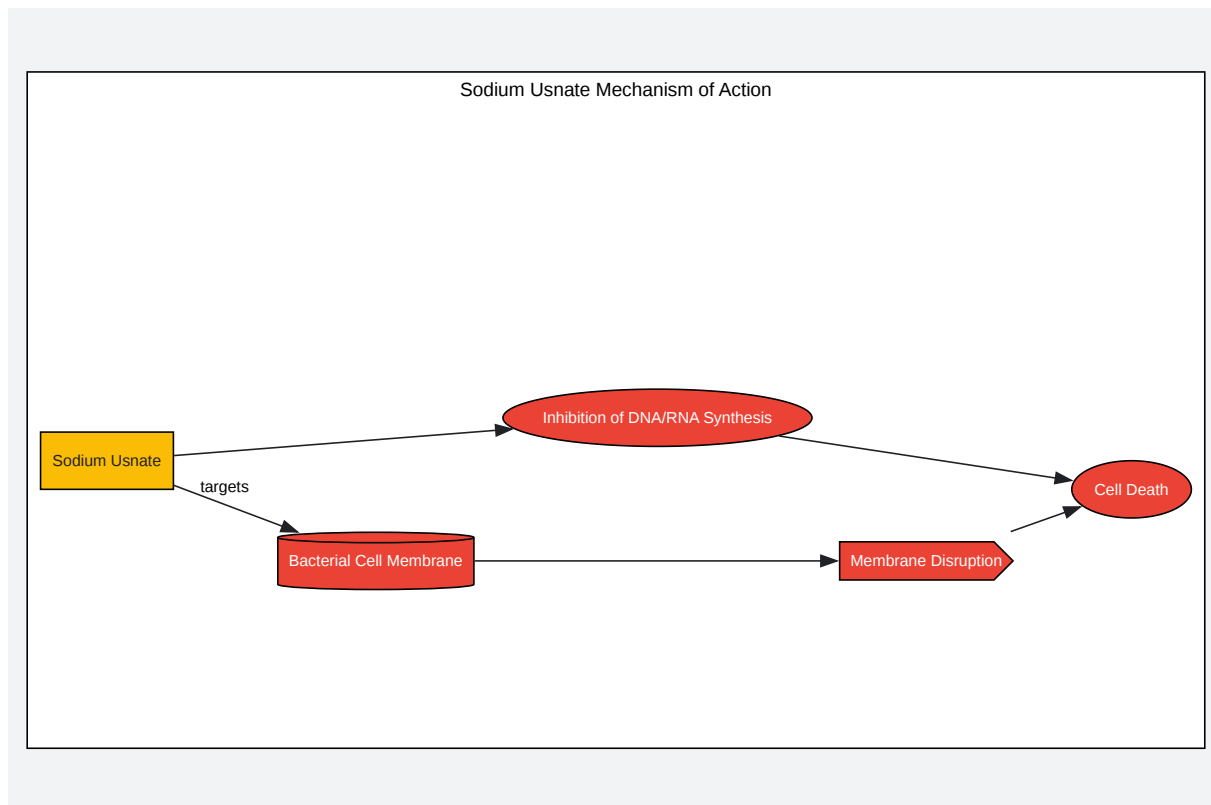 Sodium Usnate Mechanism of Action
Inhibition of DNA/RNA Synthesis
Sodium Usnate
targets
Cell Death
Bacterial Cell Membrane
Membrane Disruption